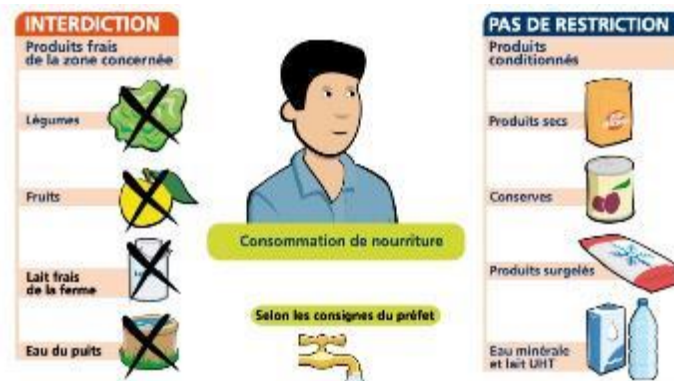 INTERDICTION
Produits frais
de la zone concernée
Légumes
Fruits
Lait frais
de la ferme
Eau du puits
Consommation de nourriture
Selon les consignes du préfet
PAS DE RESTRICTION
Produits
conditionnés
Produits secs
Conserves
Produits surgelés
Eau minérale
et lait UHT